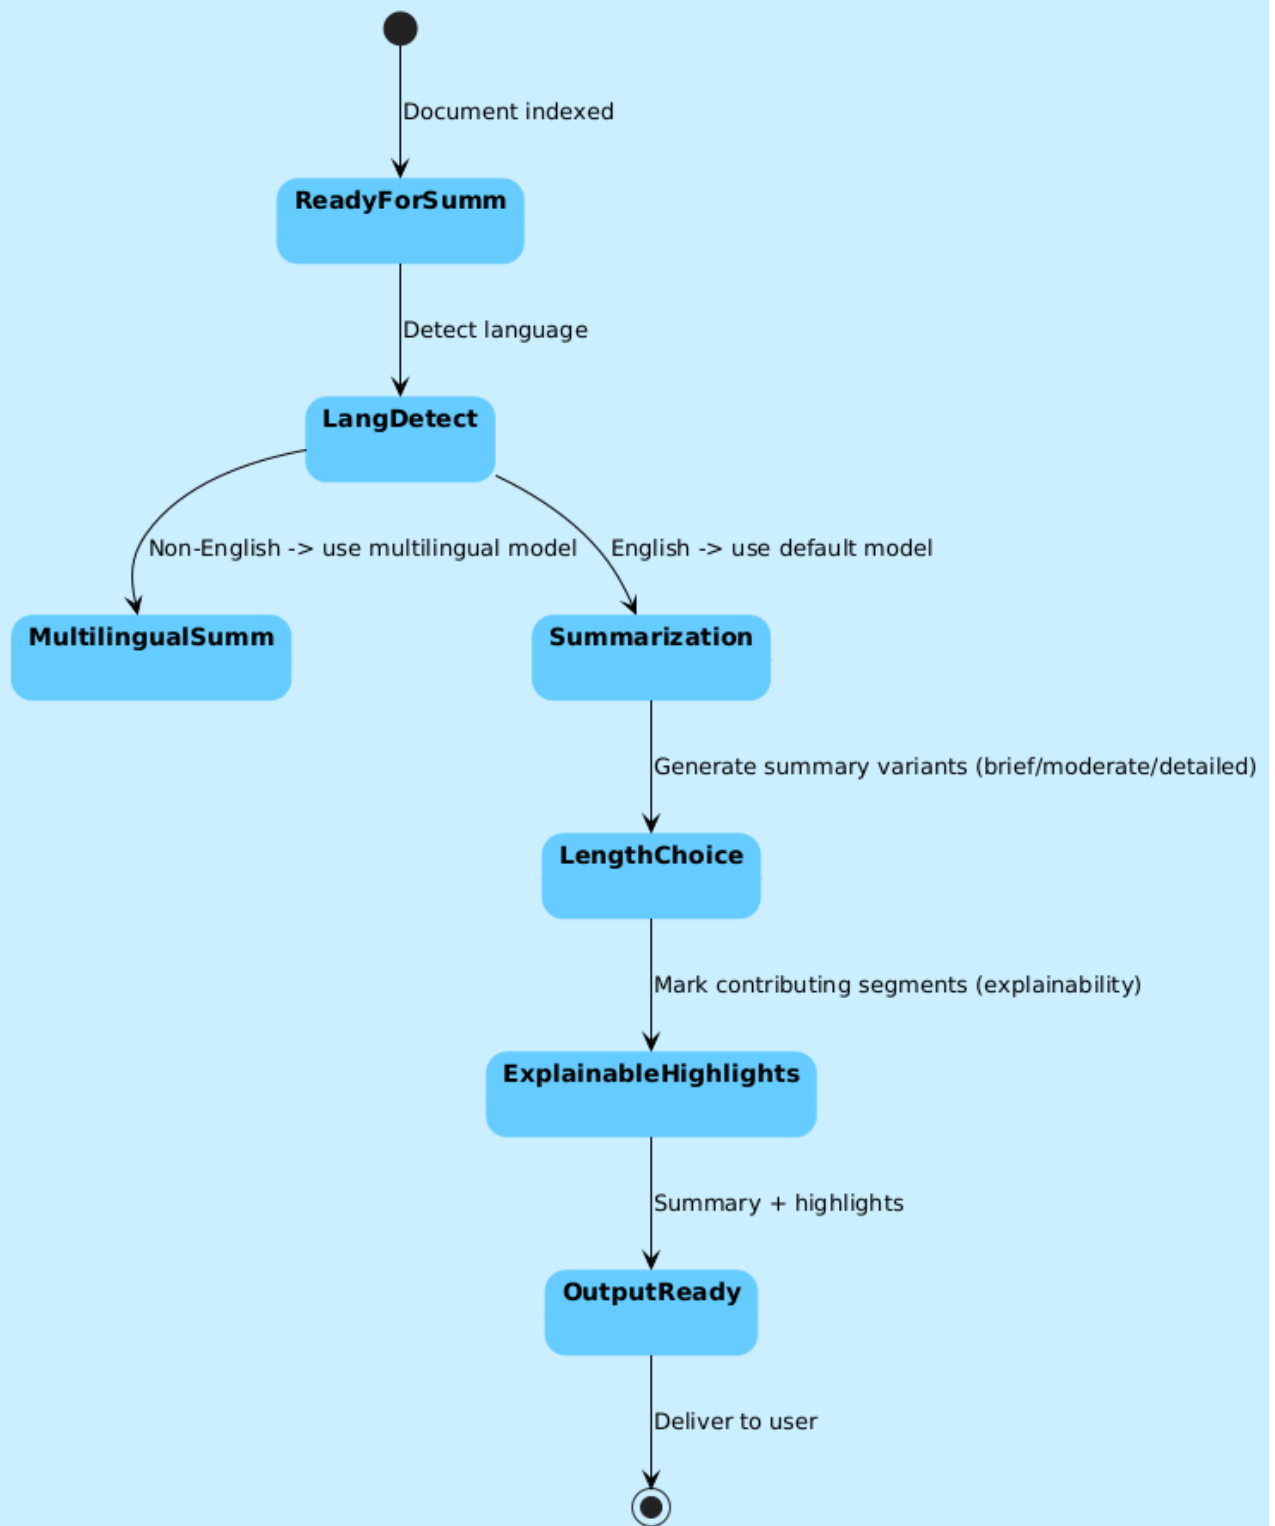 Document indexed
ReadyForSumm
Detect language
LangDetect
Non-English -> use multilingual model
English -> use default model
MultilingualSumm
Summarization
Generate summary variants (brief/moderate/detailed)
LengthChoice
Mark contributing segments (explainability)
ExplainableHighlights
Summary + highlights
OutputReady
Deliver to user